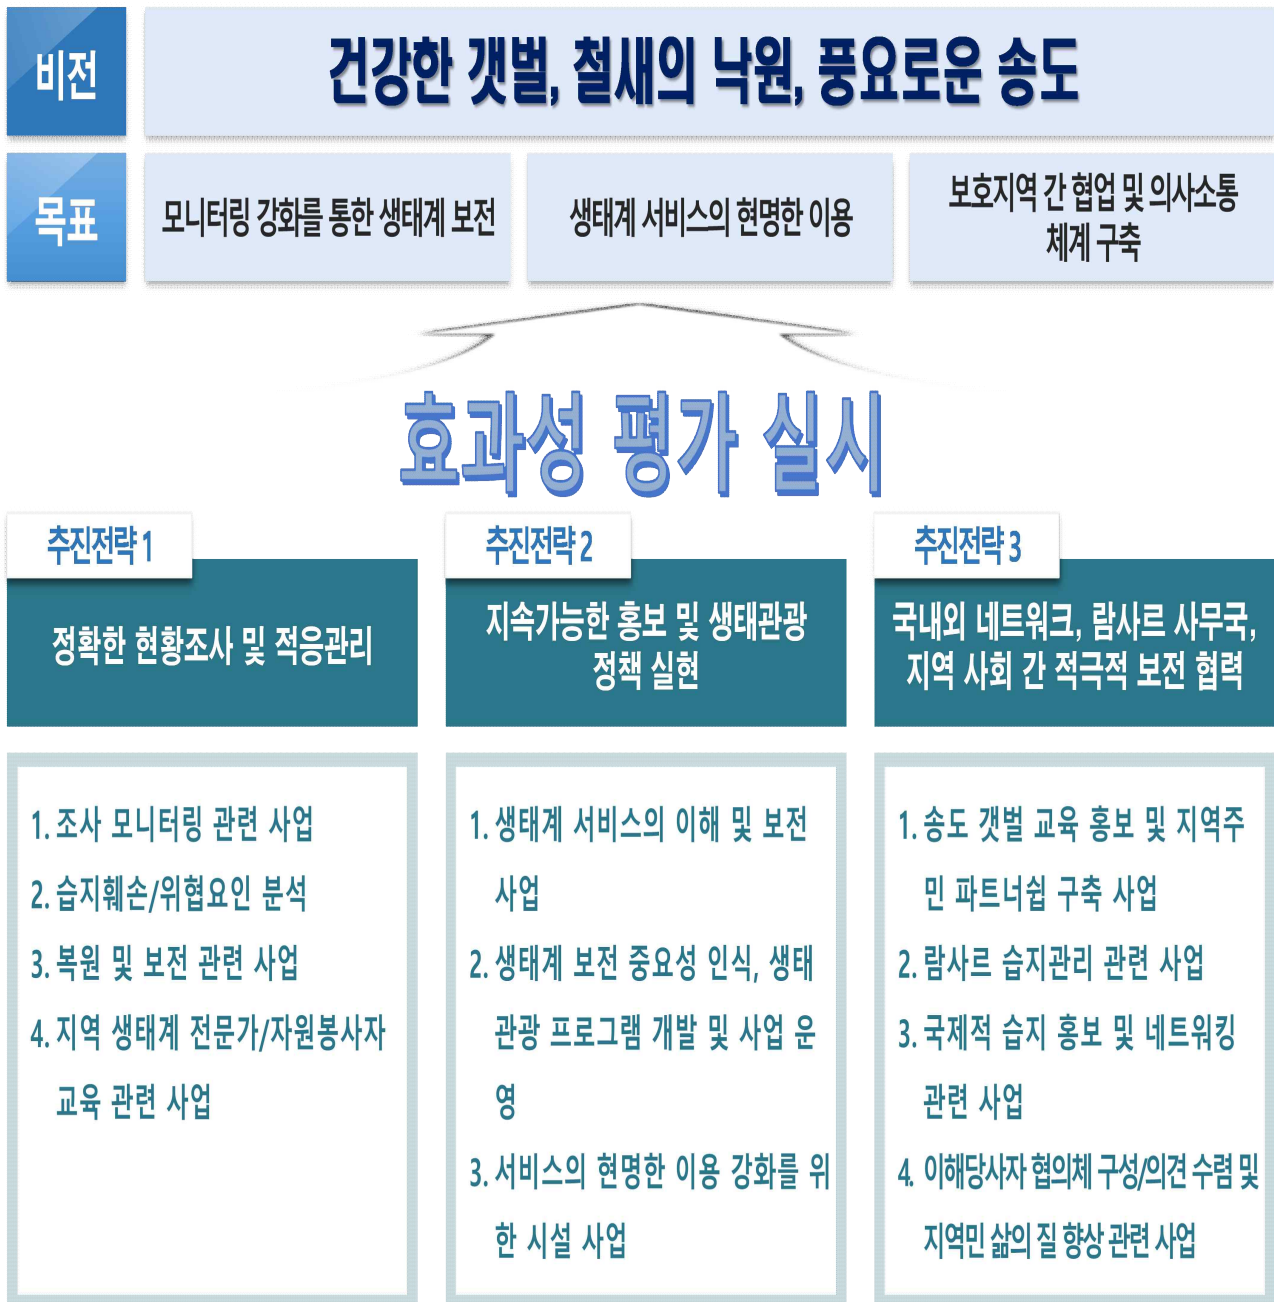 비전
건강한 갯벌, 철새의 낙원, 풍요로운 송도
목표
모니터링 강화를 통한 생태계 보전
생태계 서비스의 현명한 이용
보호지역 간 협업 및 의사소통
체계 구축
효과성 평가 실시
추진전략 1
정확한 현황조사 및 적응관리
1. 조사 모니터링 관련 사업
2. 습지훼손/위협요인 분석
3. 복원 및 보전 관련 사업
4. 지역 생태계 전문가/자원봉사자
교육 관련 사업
추진전략 2
지속가능한 홍보 및 생태관광
정책 실현
1. 생태계 서비스의 이해 및 보전
사업
2. 생태계 보전 중요성 인식, 생태
관광 프로그램 개발 및 사업 운
영
3. 서비스의 현명한 이용 강화를 위
한 시설 사업
추진전략 3
국내외 네트워크, 람사르 사무국,
지역 사회 간 적극적 보전 협력
1. 송도 갯벌 교육 홍보 및 지역주
민 파트너쉽 구축 사업
2. 람사르 습지관리 관련 사업
3. 국제적 습지 홍보 및 네트워킹
관련 사업
4. 이해당사자 협의체 구성/의견 수렴 및
지역민 삶의 질 향상 관련 사업